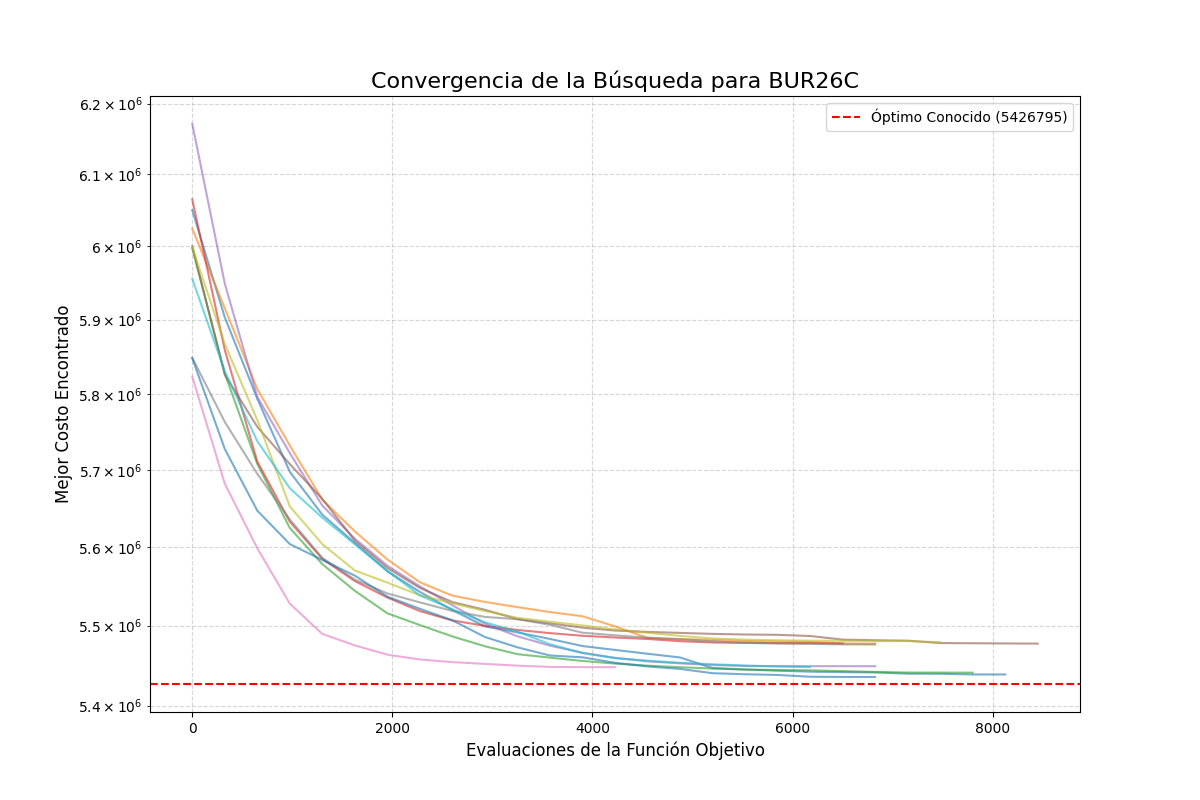 Convergencia de la Búsqueda para BUR26C
Óptimo Conocido (5426795)
Mejor Costo Encontrado
6.2 × 10⁶
6.1 × 10⁶
6 × 10⁶
5.9 × 10⁶
5.8 × 10⁶
5.7 × 10⁶
5.6 × 10⁶
5.5 × 10⁶
5.4 × 10⁶
0 2000 4000 6000 8000
Evaluaciones de la Función Objetivo